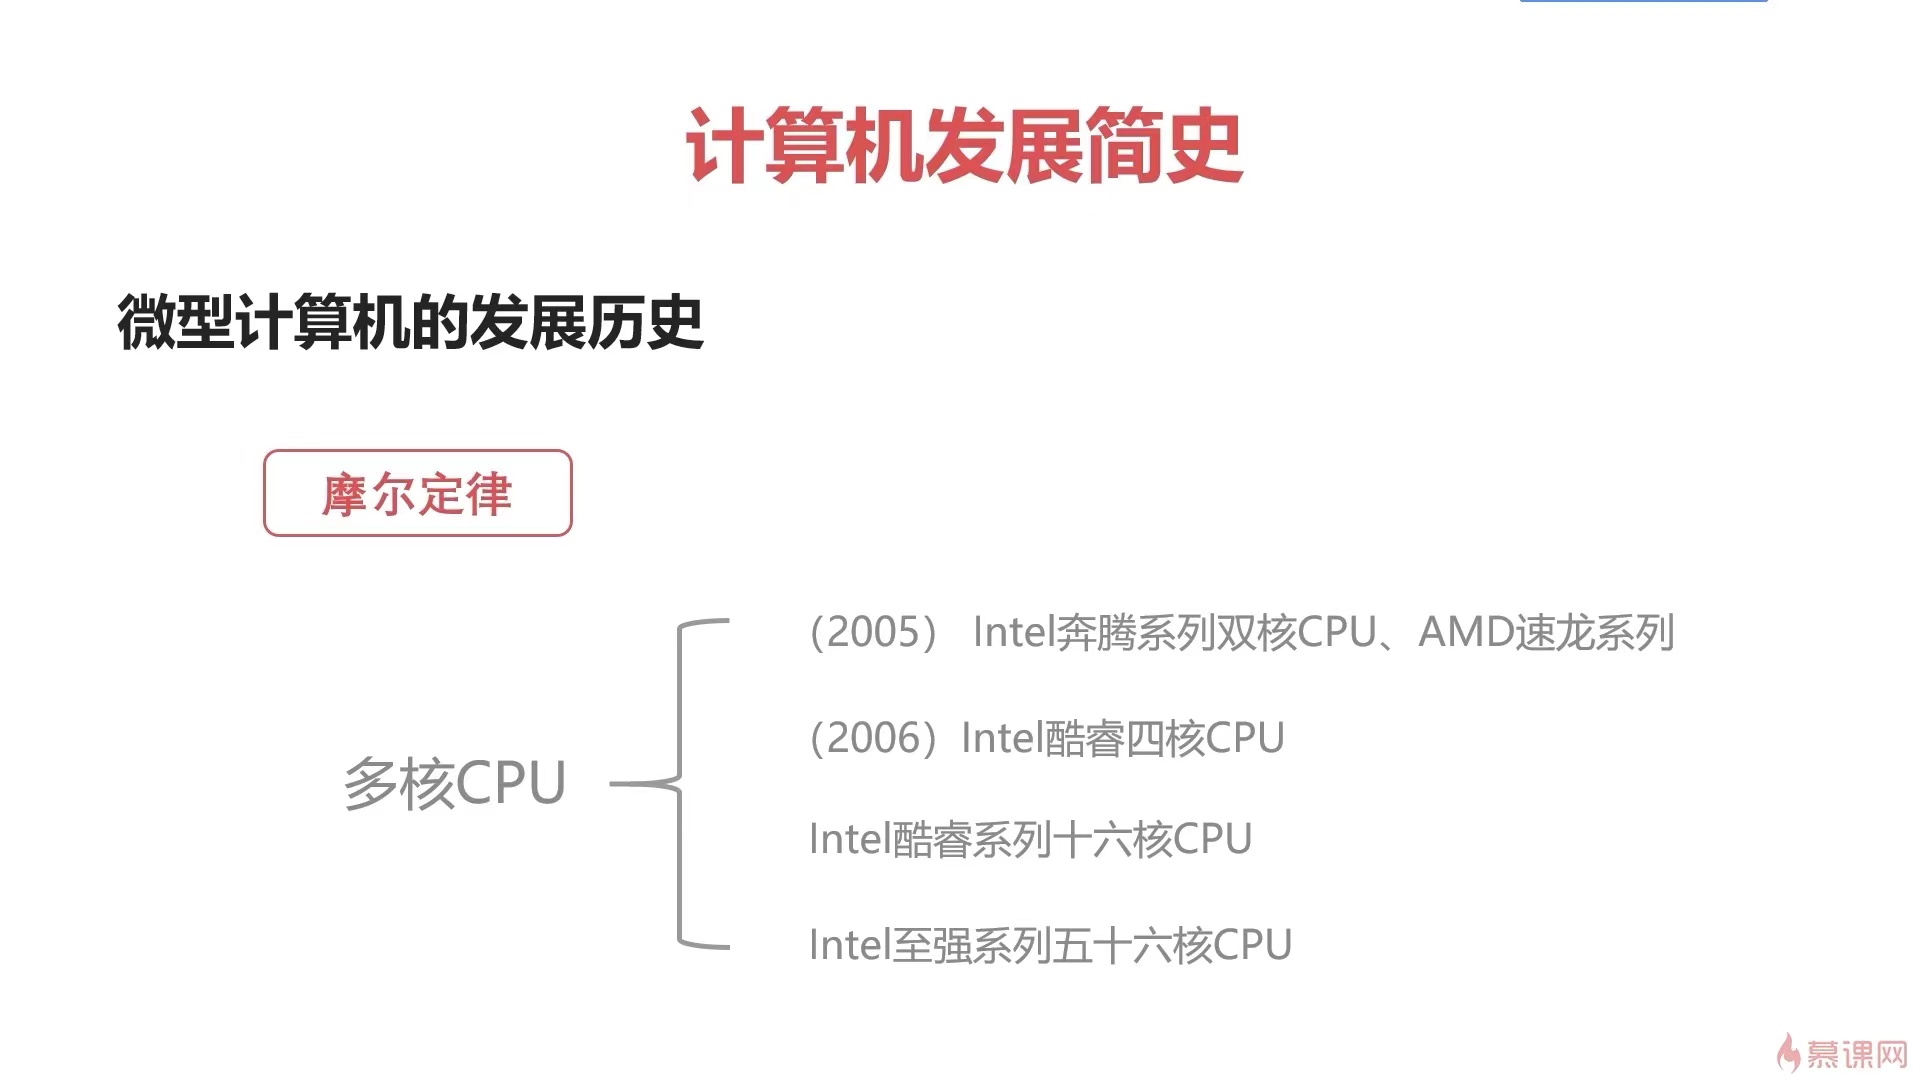 计算机发展简史
微型计算机的发展历史
摩尔定律
多核CPU
（2005） Intel奔腾系列双核CPU、AMD速龙系列
（2006）Intel酷睿四核CPU
Intel酷睿系列十六核CPU
Intel至强系列五十六核CPU
慕课网